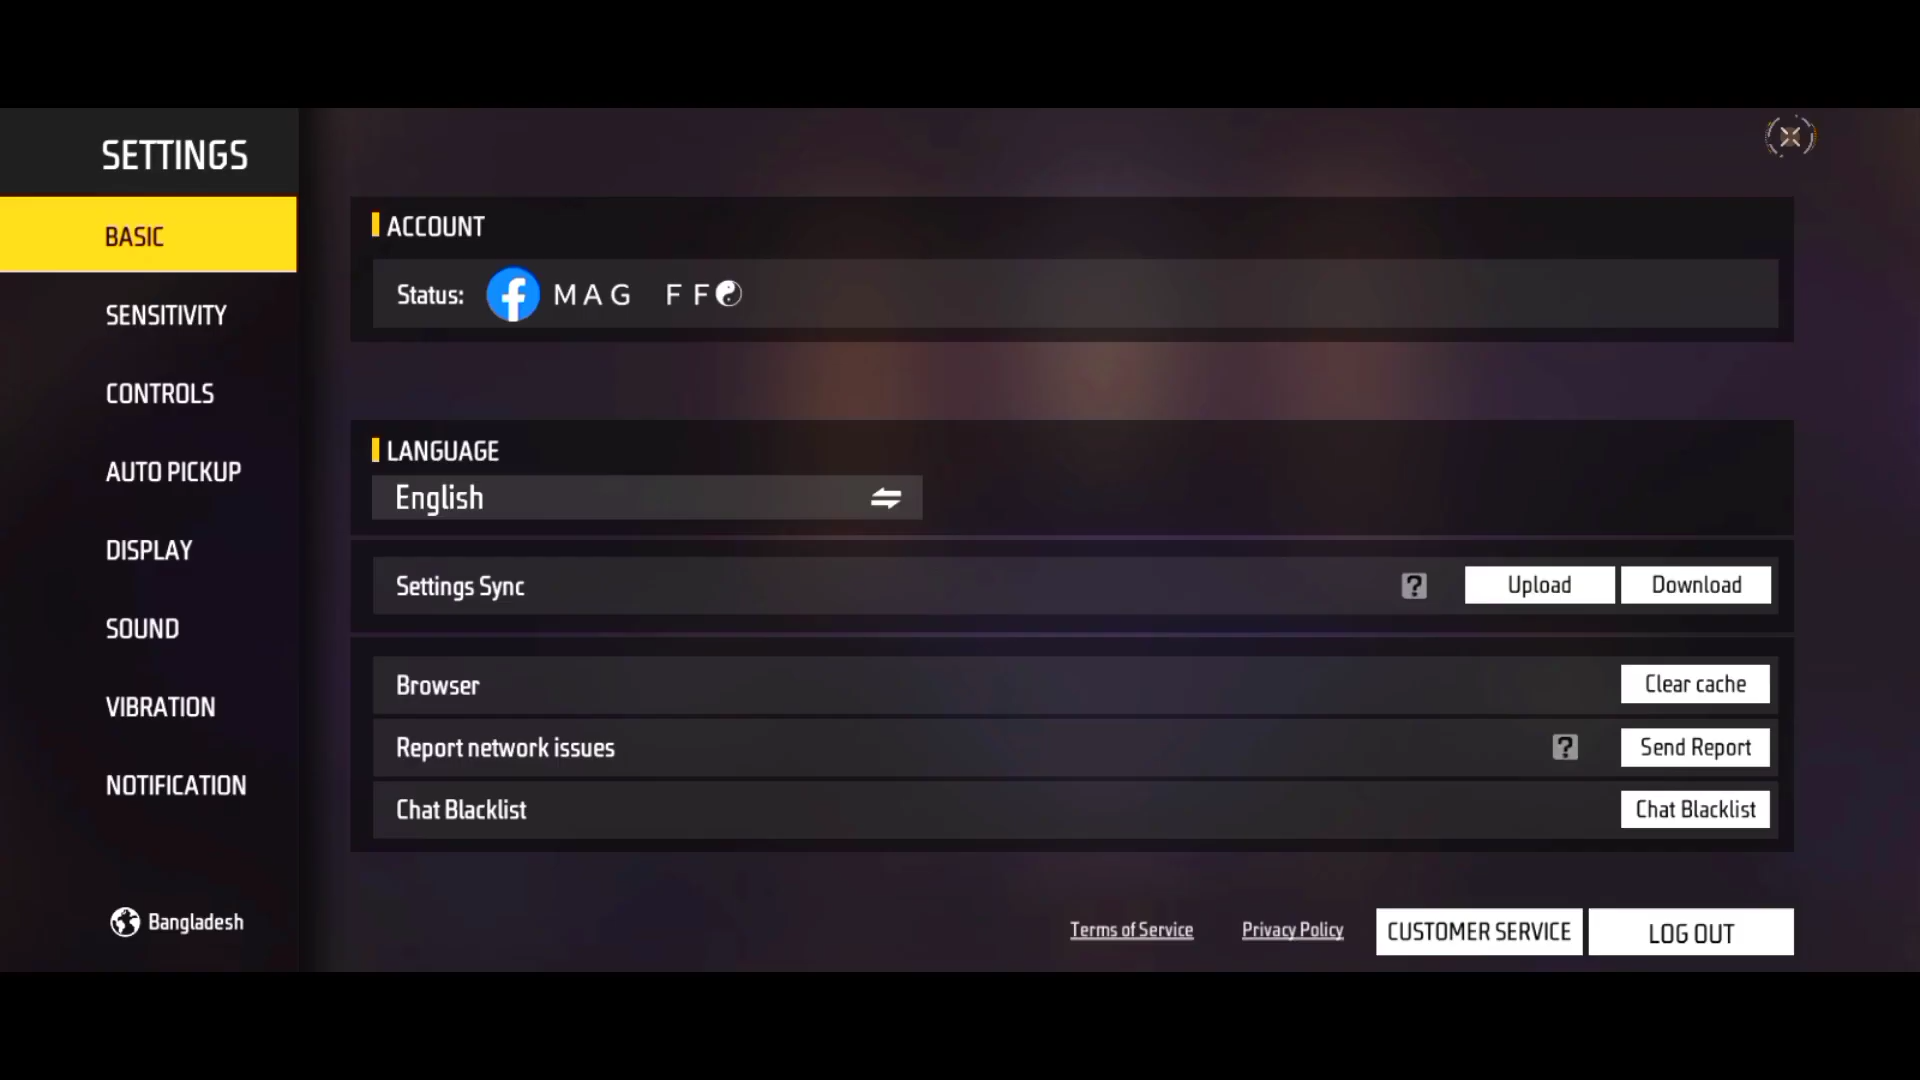 SETTINGS
BASIC
SENSITIVITY
CONTROLS
AUTO PICKUP
DISPLAY
SOUND
VIBRATION
NOTIFICATION
Bangladesh
ACCOUNT
Status: MAG FF☯
LANGUAGE
English
Settings Sync ? Upload Download
Browser Clear cache
Report network issues ? Send Report
Chat Blacklist Chat Blacklist
Terms of Service Privacy Policy CUSTOMER SERVICE LOG OUT